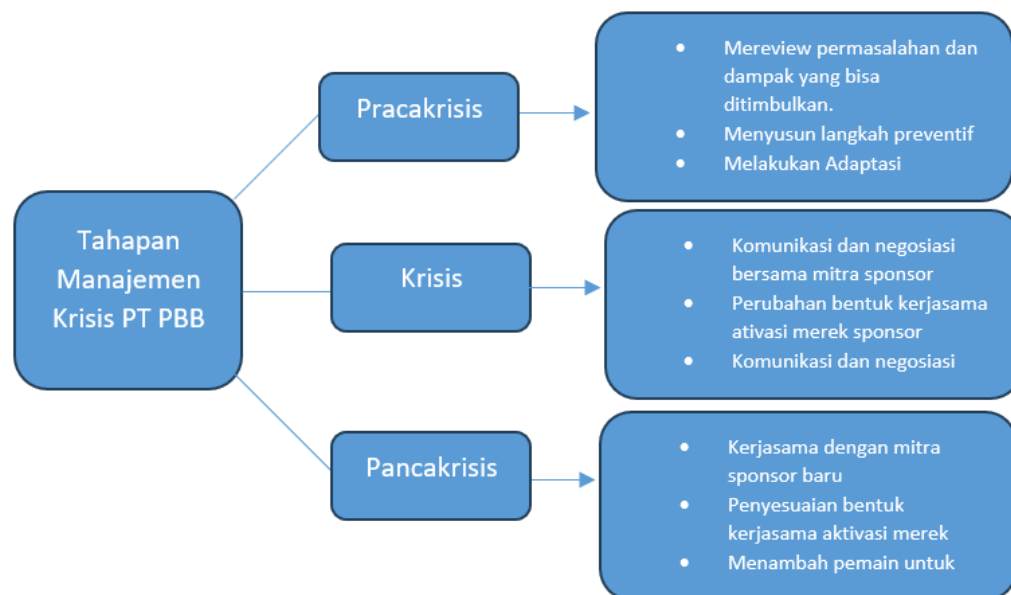 Tahapan
Manajemen
Krisis PT PBB
Pracakrisis
• Mereview permasalahan dan
dampak yang bisa
ditimbulkan.
• Menyusun langkah preventif
• Melakukan Adaptasi
Krisis
• Komunikasi dan negosiasi
bersama mitra sponsor
• Perubahan bentuk kerjasama
ativasi merek sponsor
• Komunikasi dan negosiasi
Pancakrisis
• Kerjasama dengan mitra
sponsor baru
• Penyesuaian bentuk
kerjasama aktivasi merek
• Menambah pemain untuk